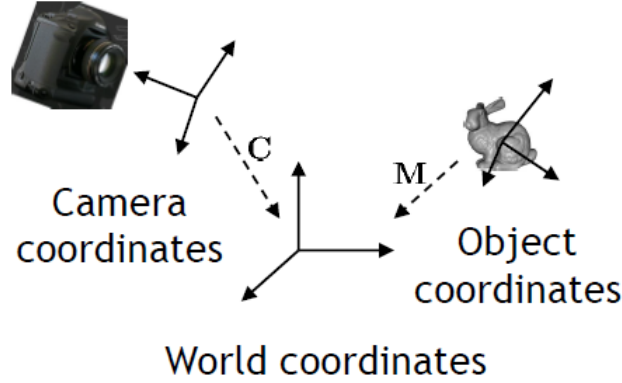 C
M
Camera
coordinates
Object
coordinates
World coordinates